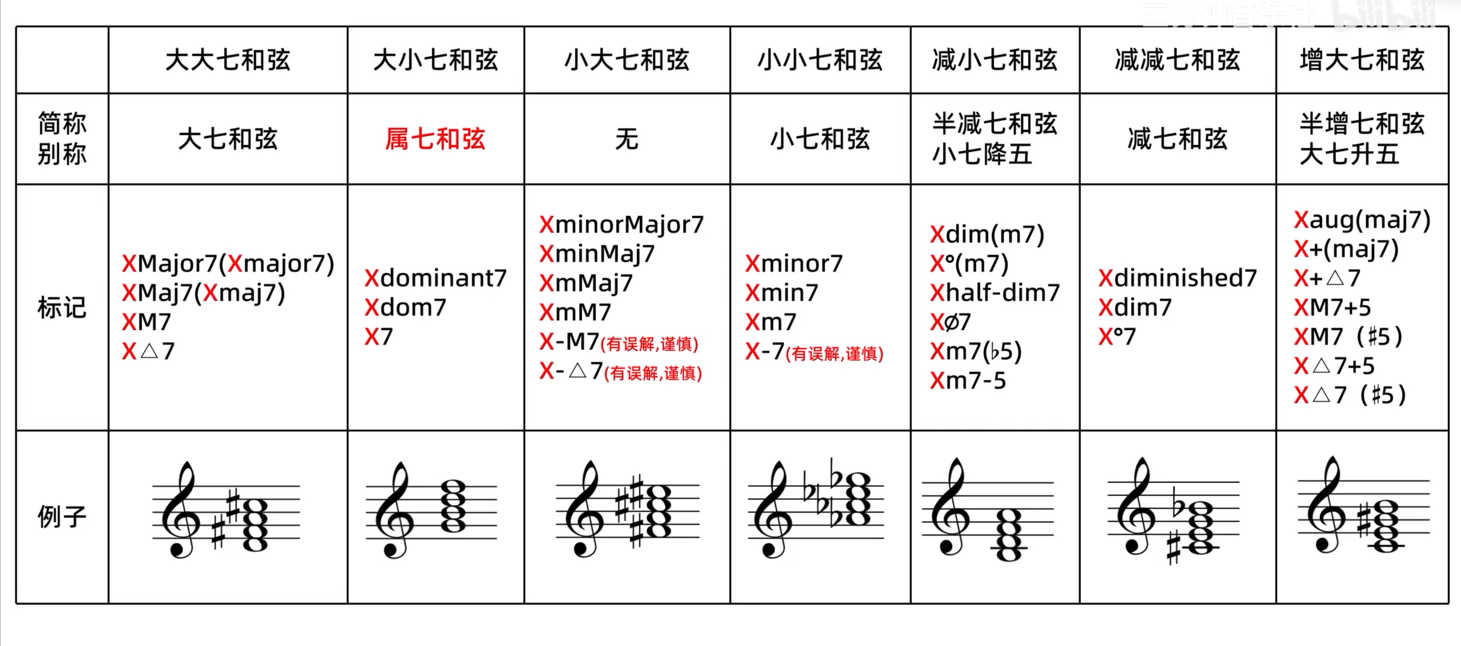 大大七和弦 大小七和弦 小大七和弦 小小七和弦 减小七和弦 减减七和弦 增大七和弦
简称
别称
大七和弦
属七和弦
无
小七和弦
半减七和弦
小七降五
减七和弦
半增七和弦
大七升五
标记
XMajor7(Xmajor7)
XMaj7(Xmaj7)
XM7
X△7
Xdominant7
Xdom7
X7
XminorMajor7
XminMaj7
XmMaj7
XmM7
X-M7(有误解,谨慎)
X-△7(有误解,谨慎)
Xminor7
Xmin7
Xm7
X-7(有误解,谨慎)
Xdim(m7)
X°(m7)
Xhalf-dim7
XØ7
Xm7(♭5)
Xm7-5
Xdiminished7
Xdim7
X°7
Xaug(maj7)
X+(maj7)
X+△7
XM7+5
XM7（♯5）
X△7+5
X△7（♯5）
例子
bilibili